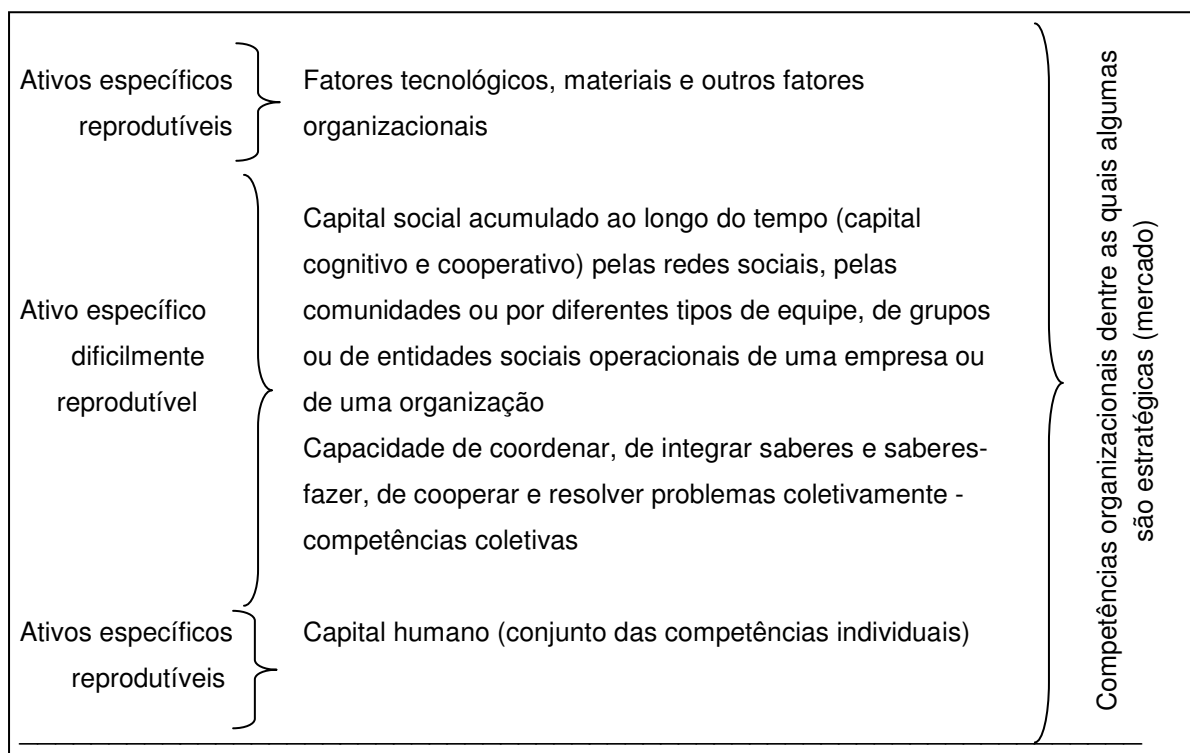 Ativos específicos
reprodutíveis
Fatores tecnológicos, materiais e outros fatores
organizacionais
Ativo específico
dificilmente
reprodutível
Capital social acumulado ao longo do tempo (capital
cognitivo e cooperativo) pelas redes sociais, pelas
comunidades ou por diferentes tipos de equipe, de grupos
ou de entidades sociais operacionais de uma empresa ou
de uma organização
Capacidade de coordenar, de integrar saberes e saberes-
fazer, de cooperar e resolver problemas coletivamente -
competências coletivas
Ativos específicos
reprodutíveis
Capital humano (conjunto das competências individuais)
Competências organizacionais dentre as quais algumas
são estratégicas (mercado)